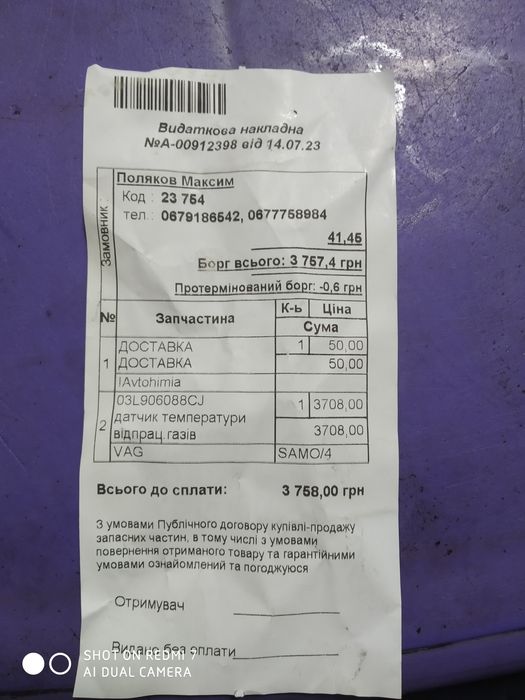 Видаткова накладна
№А-00912398 від 14.07.23
Замовник :
Поляков Максим
Код : 23 754
тел.: 0679186542, 0677758984
41,45
Борг всього: 3 757,4 грн
Протермінований борг: -0,6 грн
№ Запчастина К-ь Ціна
Сума
1 ДОСТАВКА 1 50,00
ДОСТАВКА 50,00
!Avtohimia
2 03L906088CJ 1 3708,00
датчик температури
відпрац.газів 3708,00
VAG SAMO/4
Всього до сплати: 3 758,00 грн
З умовами Публічного договору купівлі-продажу
запасних частин, в тому числі з умовами
повернення отриманого товару та гарантійними
умовами ознайомлений та погоджуюся
Отримувач
Видано без оплати
SHOT ON REDMI 7
AI DUAL CAMERA